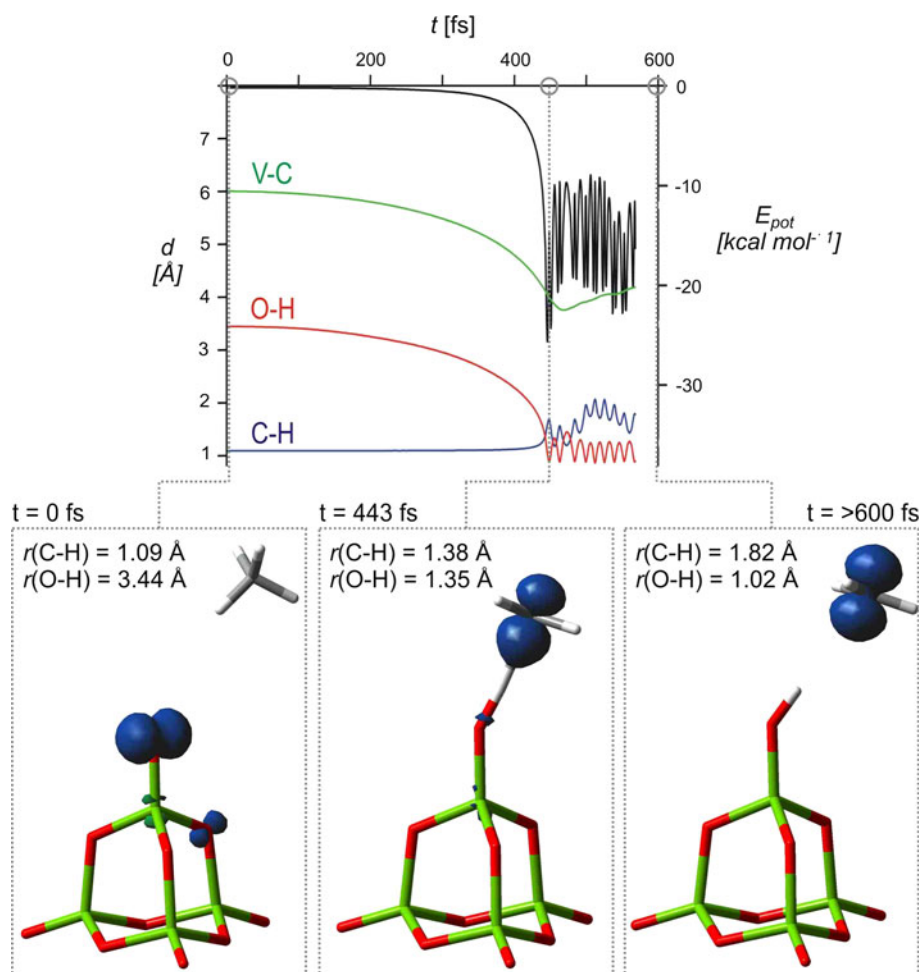 t [fs]
0 200 400 600
7
6
5
4
3
2
1
d
[Å]
V-C
O-H
C-H
0
-10
-20
-30
E_pot
[kcal mol⁻¹]
t = 0 fs
r(C-H) = 1.09 Å
r(O-H) = 3.44 Å
t = 443 fs
r(C-H) = 1.38 Å
r(O-H) = 1.35 Å
t = >600 fs
r(C-H) = 1.82 Å
r(O-H) = 1.02 Å